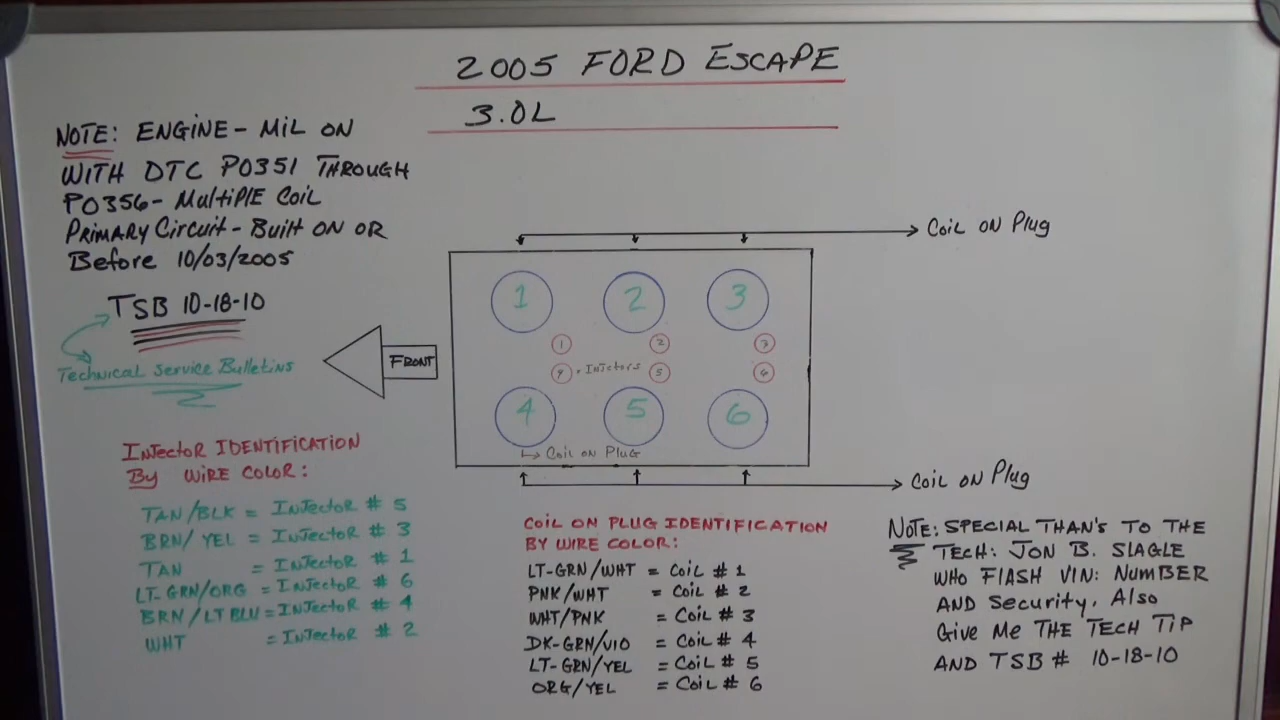 2005 FORD ESCAPE
3.0L
NOTE: ENGINE - MIL ON
WITH DTC P0351 THROUGH
P0356 - MultiPlE Coil
PRIMARY CIRCUIT - Built ON OR
Before 10/03/2005
TSB 10-18-10
Technical Service Bulletins
Coil ON Plug
1 2 3
1 2 3
FRONT
4 • INJECTORS 5 6
4 5 6
Coil ON Plug
Coil ON Plug
INJECTOR IDENTIFICATION
By WIRE COLOR:
TAN/BLK = INJECTOR # 5
BRN/YEL = INJECTOR # 3
TAN = INJECTOR # 1
LT-GRN/ORG = INJECTOR # 6
BRN/LT BLU = INJECTOR # 4
WHT = INJECTOR # 2
COIL ON PLUG IDENTIFICATION
BY WIRE COLOR:
LT-GRN/WHT = Coil # 1
PNK/WHT = Coil # 2
WHT/PNK = Coil # 3
DK-GRN/VIO = Coil # 4
LT-GRN/YEL = Coil # 5
ORG/YEL = Coil # 6
NOTE: SPECIAL THAN'S TO THE
TECH: JON B. SLAGLE
WHO FLASH VIN: NUMBER
AND Security, Also
Give Me THE TECH TIP
AND TSB # 10-18-10